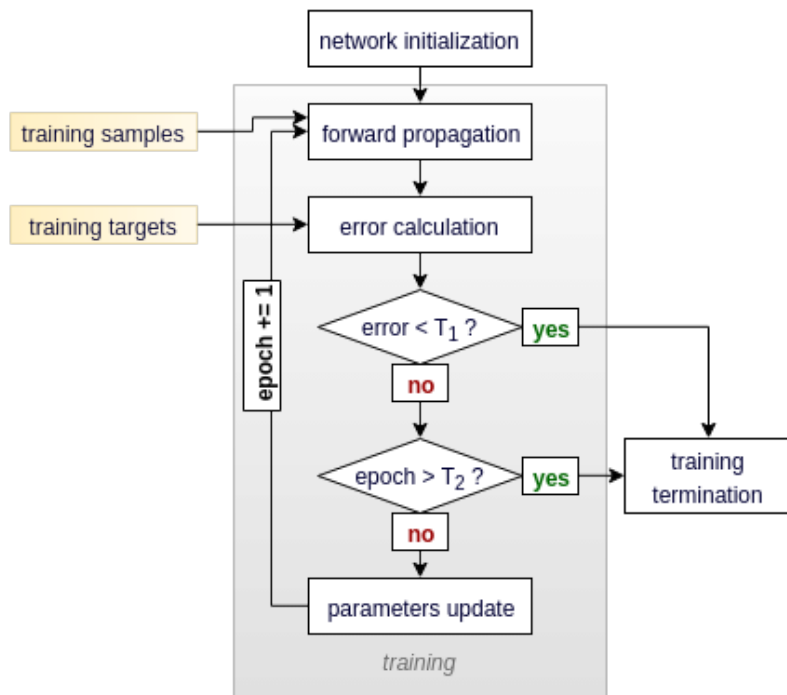 network initialization
training samples
forward propagation
training targets
error calculation
epoch += 1
error < T₁ ?
yes
no
epoch > T₂ ?
yes
training
termination
no
parameters update
training